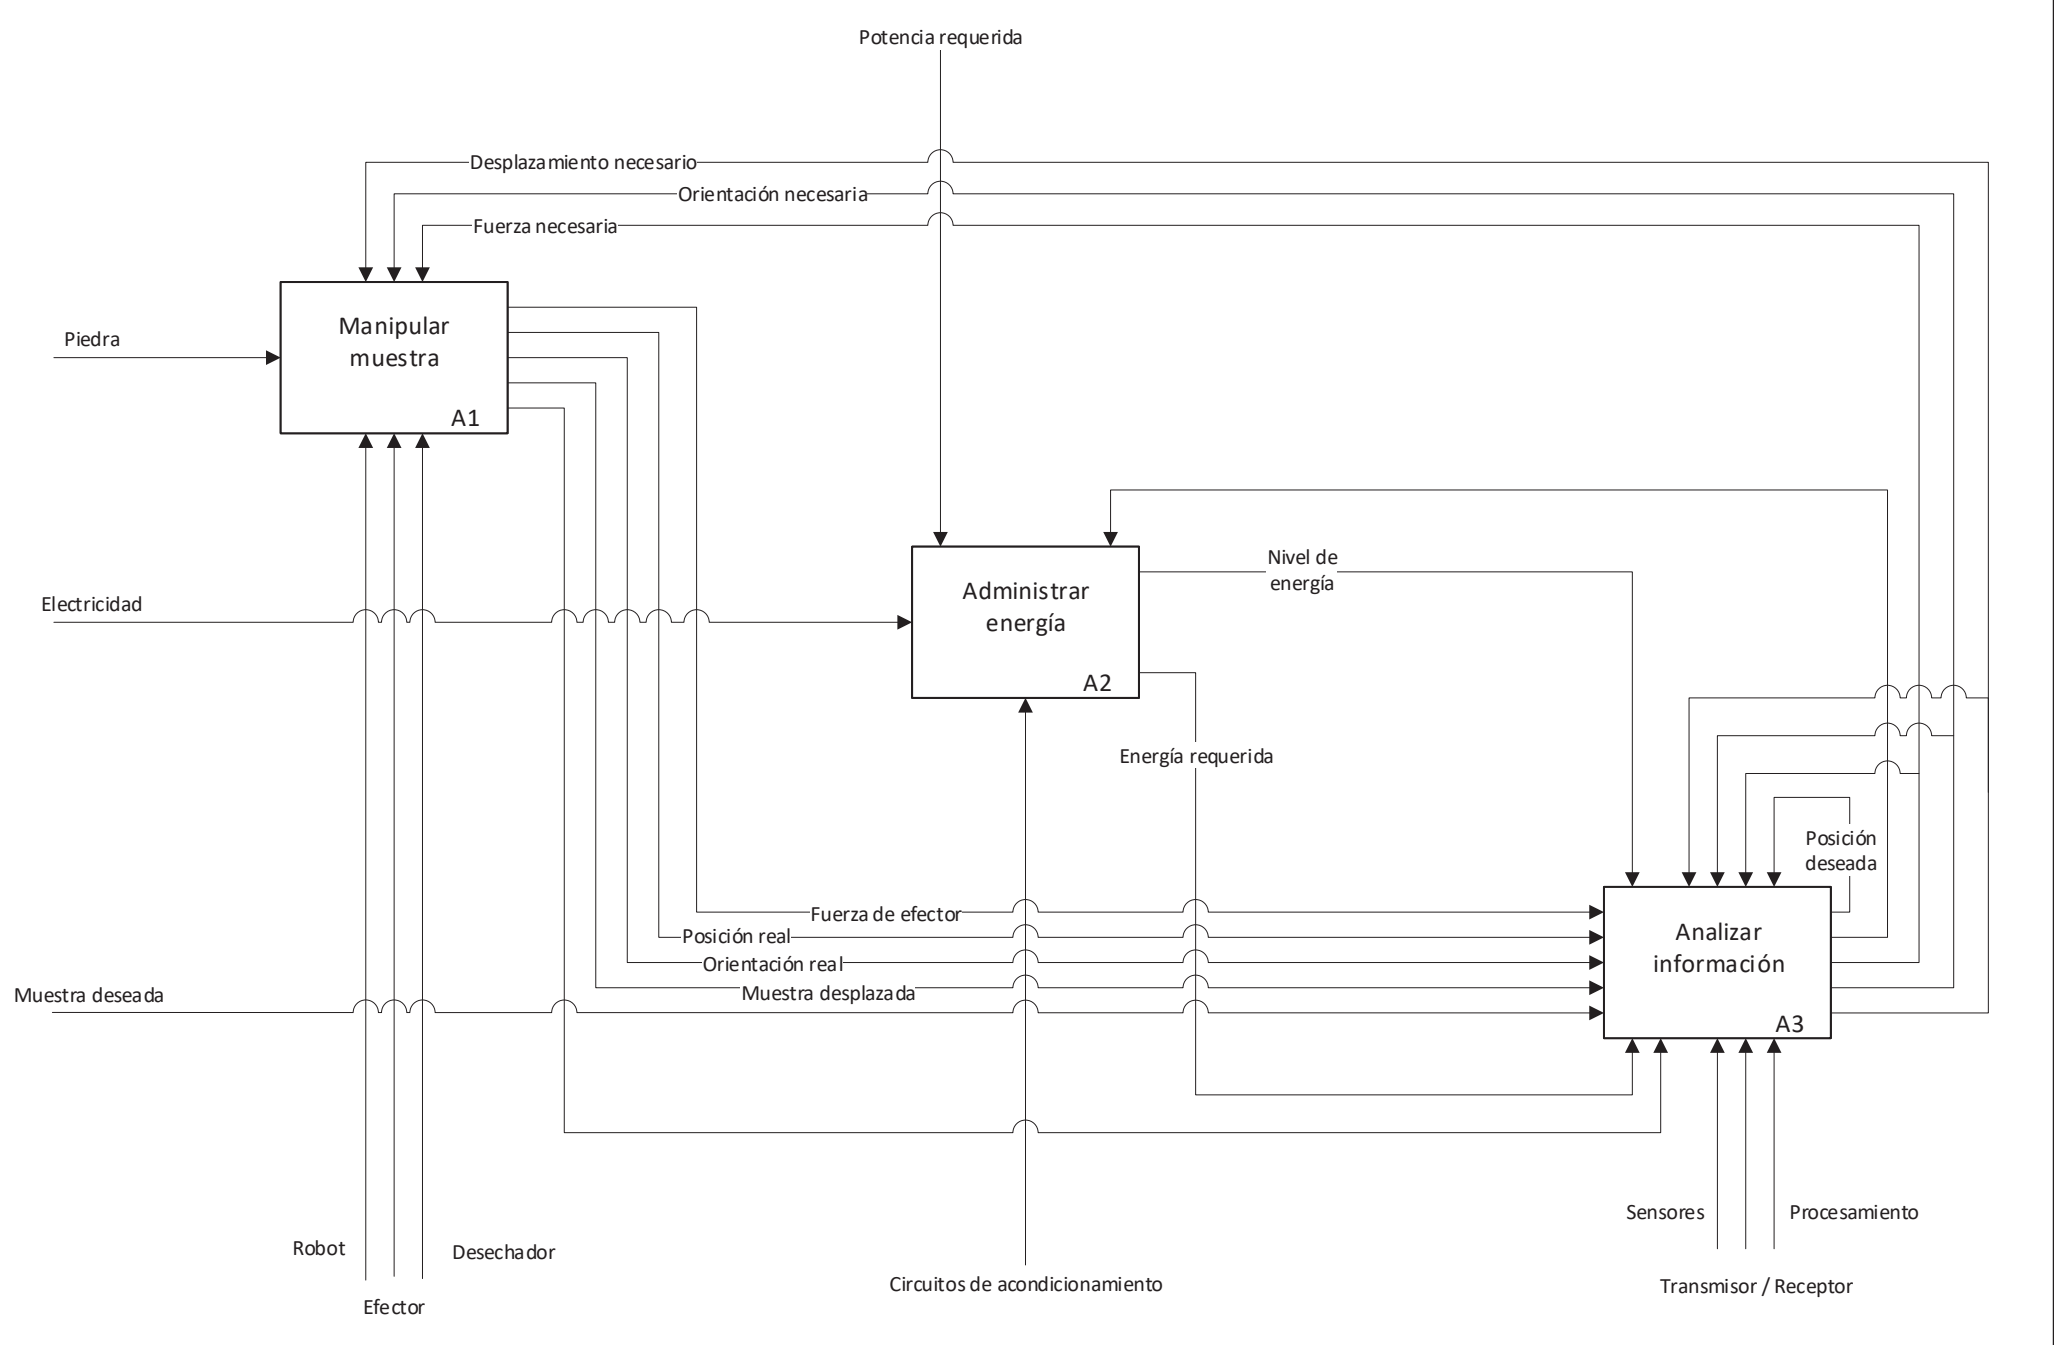 Potencia requerida
Desplazamiento necesario
Orientación necesaria
Fuerza necesaria
Manipular
muestra
A1
Piedra
Electricidad
Administrar
energía
A2
Nivel de
energía
Energía requerida
Posición
deseada
Fuerza de efector
Posición real
Orientación real
Muestra desplazada
Muestra deseada
Analizar
información
A3
Robot
Efector
Desechador
Circuitos de acondicionamiento
Sensores
Transmisor / Receptor
Procesamiento